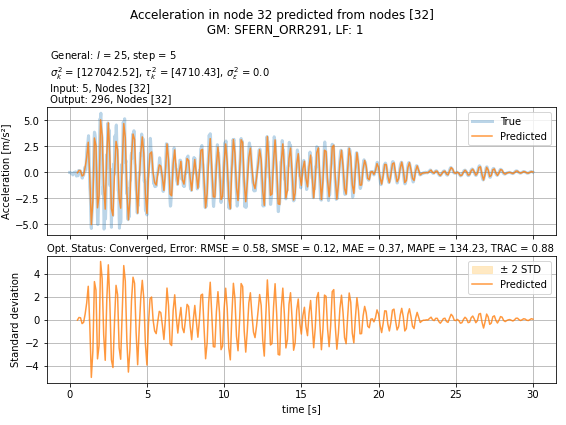 Acceleration in node 32 predicted from nodes [32]
GM: SFERN_ORR291, LF: 1
General: l = 25, step = 5
σ²ₖ = [127042.52], τ²ₖ = [4710.43], σ²ₑ = 0.0
Input: 5, Nodes [32]
Output: 296, Nodes [32]
Acceleration [m/s²]
5.0
2.5
0.0
−2.5
−5.0
True
Predicted
Opt. Status: Converged, Error: RMSE = 0.58, SMSE = 0.12, MAE = 0.37, MAPE = 134.23, TRAC = 0.88
Standard deviation
4
2
0
−2
−4
± 2 STD
Predicted
0 5 10 15 20 25 30
time [s]